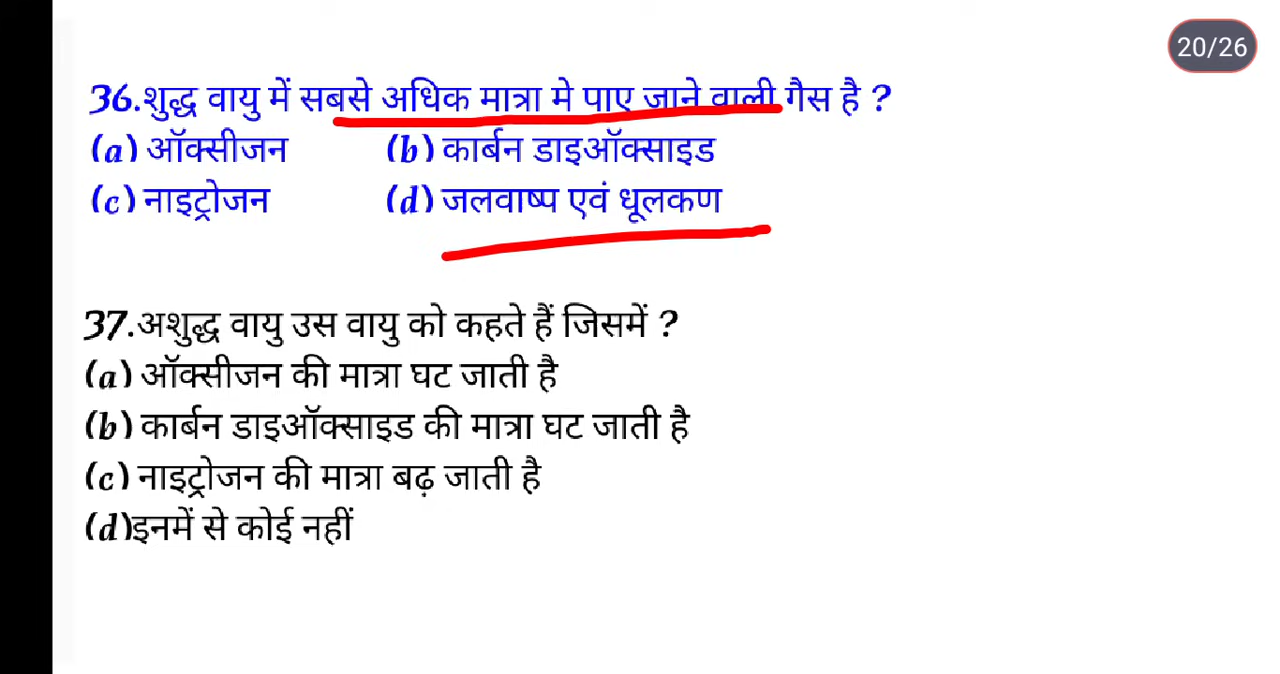 20/26
36.शुद्ध वायु में सबसे अधिक मात्रा मे पाए जाने वाली गैस है ?
(a) ऑक्सीजन (b) कार्बन डाइऑक्साइड
(c) नाइट्रोजन (d) जलवाष्प एवं धूलकण
37.अशुद्ध वायु उस वायु को कहते हैं जिसमें ?
(a) ऑक्सीजन की मात्रा घट जाती है
(b) कार्बन डाइऑक्साइड की मात्रा घट जाती है
(c) नाइट्रोजन की मात्रा बढ़ जाती है
(d)इनमें से कोई नहीं